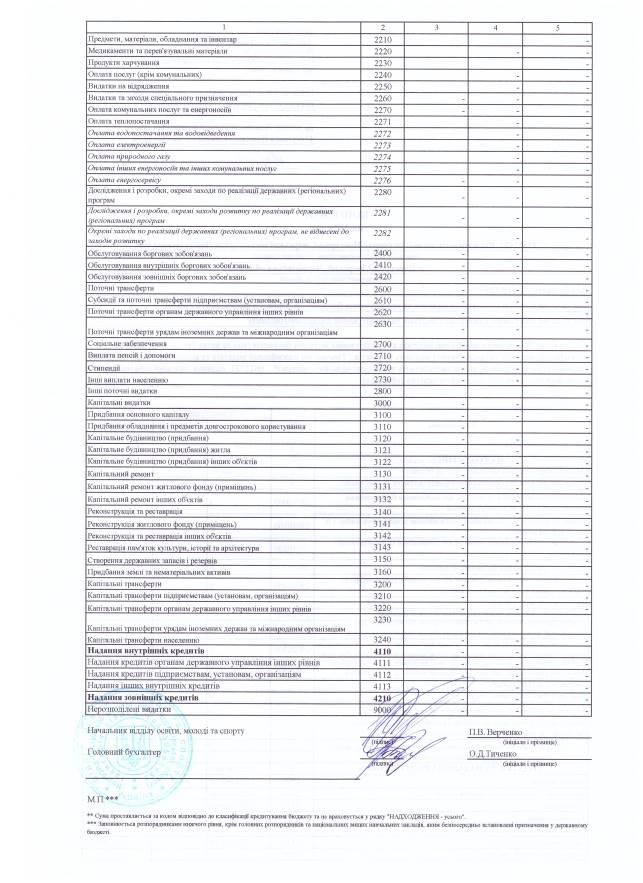 1 2 3 4 5
Предмети, матеріали, обладнання та інвентар 2210 -
Медикаменти та перев'язувальні матеріали 2220 - -
Продукти харчування 2230 -
Оплата послуг (крім комунальних) 2240 - -
Видатки на відрядження 2250 - -
Видатки та заходи спеціального призначення 2260 - - -
Оплата комунальних послуг та енергоносіїв 2270 - - -
Оплата теплопостачання 2271 - -
Оплата водопостачання та водовідведення 2272 - -
Оплата електроенергії 2273 - -
Оплата природного газу 2274 - -
Оплата інших енергоносіїв та інших комунальних послуг 2275 - -
Оплата енергосервісу 2276 - - -
Дослідження і розробки, окремі заходи по реалізації державних (регіональних)
програм 2280 - - -
Дослідження і розробки, окремі заходи розвитку по реалізації державних
(регіональних) програм 2281 - - -
Окремі заходи по реалізації державних (регіональних) програм, не віднесені до
заходів розвитку 2282 - -
Обслуговування боргових зобов'язань 2400 - - -
Обслуговування внутрішніх боргових зобов'язань 2410 - - -
Обслуговування зовнішніх боргових зобов'язань 2420 - - -
Поточні трансферти 2600 - - -
Субсидії та поточні трансферти підприємствам (установам, організаціям) 2610 - - -
Поточні трансферти органам державного управління інших рівнів 2620 - - -
Поточні трансферти урядам іноземних держав та міжнародним організаціям 2630 - - -
Соціальне забезпечення 2700 - - -
Виплата пенсій і допомоги 2710 - - -
Стипендії 2720 - - -
Інші виплати населенню 2730 - - -
Інші поточні видатки 2800 -
Капітальні видатки 3000 - - -
Придбання основного капіталу 3100 - - -
Придбання обладнання і предметів довгострокового користування 3110 - - -
Капітальне будівництво (придбання) 3120 - - -
Капітальне будівництво (придбання) житла 3121 - - -
Капітальне будівництво (придбання) інших об'єктів 3122 - - -
Капітальний ремонт 3130 - - -
Капітальний ремонт житлового фонду (приміщень) 3131 - - -
Капітальний ремонт інших об'єктів 3132 - - -
Реконструкція та реставрація 3140 - - -
Реконструкція житлового фонду (приміщень) 3141 - - -
Реконструкція та реставрація інших об'єктів 3142 - - -
Реставрація пам'яток культури, історії та архітектури 3143 - - -
Створення державних запасів і резервів 3150 - - -
Придбання землі та нематеріальних активів 3160 - - -
Капітальні трансферти 3200 - - -
Капітальні трансферти підприємствам (установам, організаціям) 3210 - - -
Капітальні трансферти органам державного управління інших рівнів 3220 - - -
Капітальні трансферти урядам іноземних держав та міжнародним організаціям 3230 - - -
Капітальні трансферти населенню 3240 - - -
Надання внутрішніх кредитів 4110 - - -
Надання кредитів органам державного управління інших рівнів 4111 - - -
Надання кредитів підприємствам, установам, організаціям 4112 - - -
Надання інших внутрішніх кредитів 4113 - - -
Надання зовнішніх кредитів 4210 - - -
Нерозподілені видатки 9000 - - -
Начальник відділу освіти, молоді та спорту П.В. Верченко
(підпис) (ініціали і прізвище)
Головний бухгалтер О.Д.Тиченко
(підпис) (ініціали і прізвище)
М.П ***
** Сума проставляється за кодом відповідно до класифікації кредитування бюджету та не враховується у рядку "НАДХОДЖЕННЯ - усього".
*** Заповнюється розпорядниками нижчого рівня, крім головних розпорядників та національних вищих навчальних закладів, яким безпосередньо встановлені призначення у державному
бюджеті.